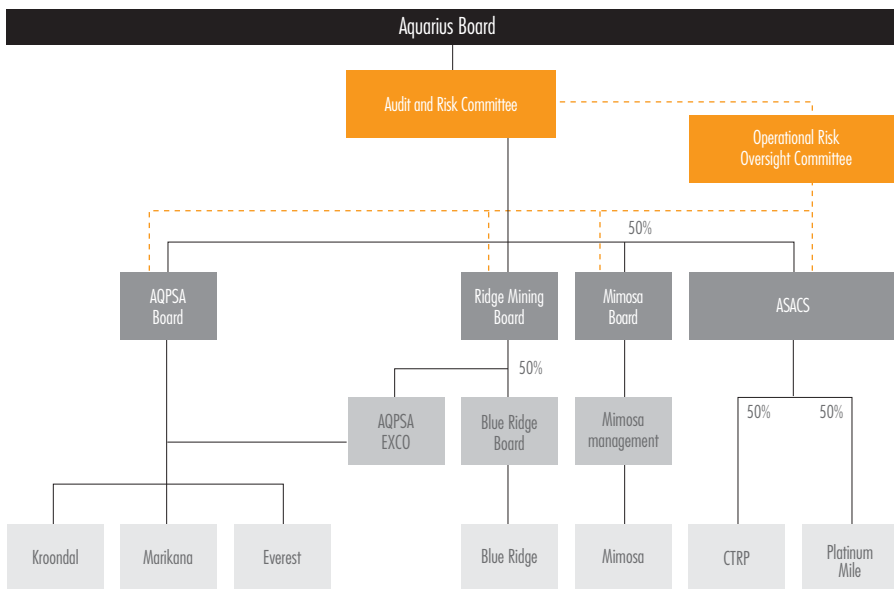 Aquarius Board
Audit and Risk Committee
Operational Risk
Oversight Committee
50%
AQPSA
Board
Ridge Mining
Board
Mimosa
Board
ASACS
50%
AQPSA
EXCO
Blue Ridge
Board
Mimosa
management
50%
50%
Kroondal
Marikana
Everest
Blue Ridge
Mimosa
CTRP
Platinum
Mile